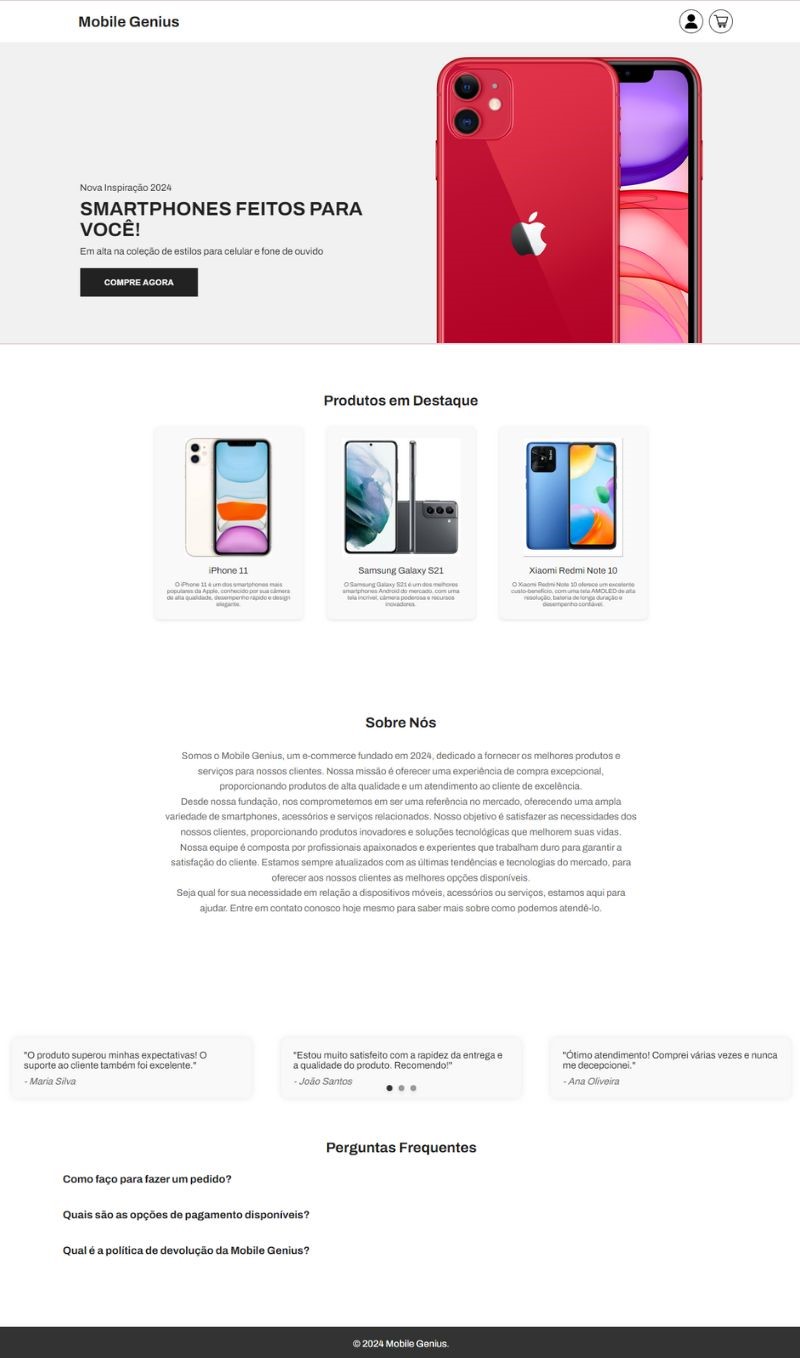 Mobile Genius
Nova Inspiração 2024
SMARTPHONES FEITOS PARA
VOCÊ!
Em alta na coleção de estilos para celular e fone de ouvido
COMPRE AGORA
Produtos em Destaque
iPhone 11
O iPhone 11 é um dos smartphones mais
populares da Apple, conhecido por sua câmera
de alta qualidade, desempenho rápido e design
elegante.
Samsung Galaxy S21
O Samsung Galaxy S21 é um dos melhores
smartphones Android do mercado, com uma
tela incrível, câmera poderosa e recursos
inovadores.
Xiaomi Redmi Note 10
O Xiaomi Redmi Note 10 oferece um excelente
custo-benefício, com uma tela AMOLED de alta
resolução, bateria de longa duração e
desempenho confiável.
Sobre Nós
Somos o Mobile Genius, um e-commerce fundado em 2024, dedicado a fornecer os melhores produtos e
serviços para nossos clientes. Nossa missão é oferecer uma experiência de compra excepcional,
proporcionando produtos de alta qualidade e um atendimento ao cliente de excelência.
Desde nossa fundação, nos comprometemos em ser uma referência no mercado, oferecendo uma ampla
variedade de smartphones, acessórios e serviços relacionados. Nosso objetivo é satisfazer as necessidades dos
nossos clientes, proporcionando produtos inovadores e soluções tecnológicas que melhorem suas vidas.
Nossa equipe é composta por profissionais apaixonados e experientes que trabalham duro para garantir a
satisfação do cliente. Estamos sempre atualizados com as últimas tendências e tecnologias do mercado, para
oferecer aos nossos clientes as melhores opções disponíveis.
Seja qual for sua necessidade em relação a dispositivos móveis, acessórios ou serviços, estamos aqui para
ajudar. Entre em contato conosco hoje mesmo para saber mais sobre como podemos atendê-lo.
"O produto superou minhas expectativas! O
suporte ao cliente também foi excelente."
- Maria Silva
"Estou muito satisfeito com a rapidez da entrega e
a qualidade do produto. Recomendo!"
- João Santos
"Ótimo atendimento! Comprei várias vezes e nunca
me decepcionei."
- Ana Oliveira
Perguntas Frequentes
Como faço para fazer um pedido?
Quais são as opções de pagamento disponíveis?
Qual é a política de devolução da Mobile Genius?
© 2024 Mobile Genius.